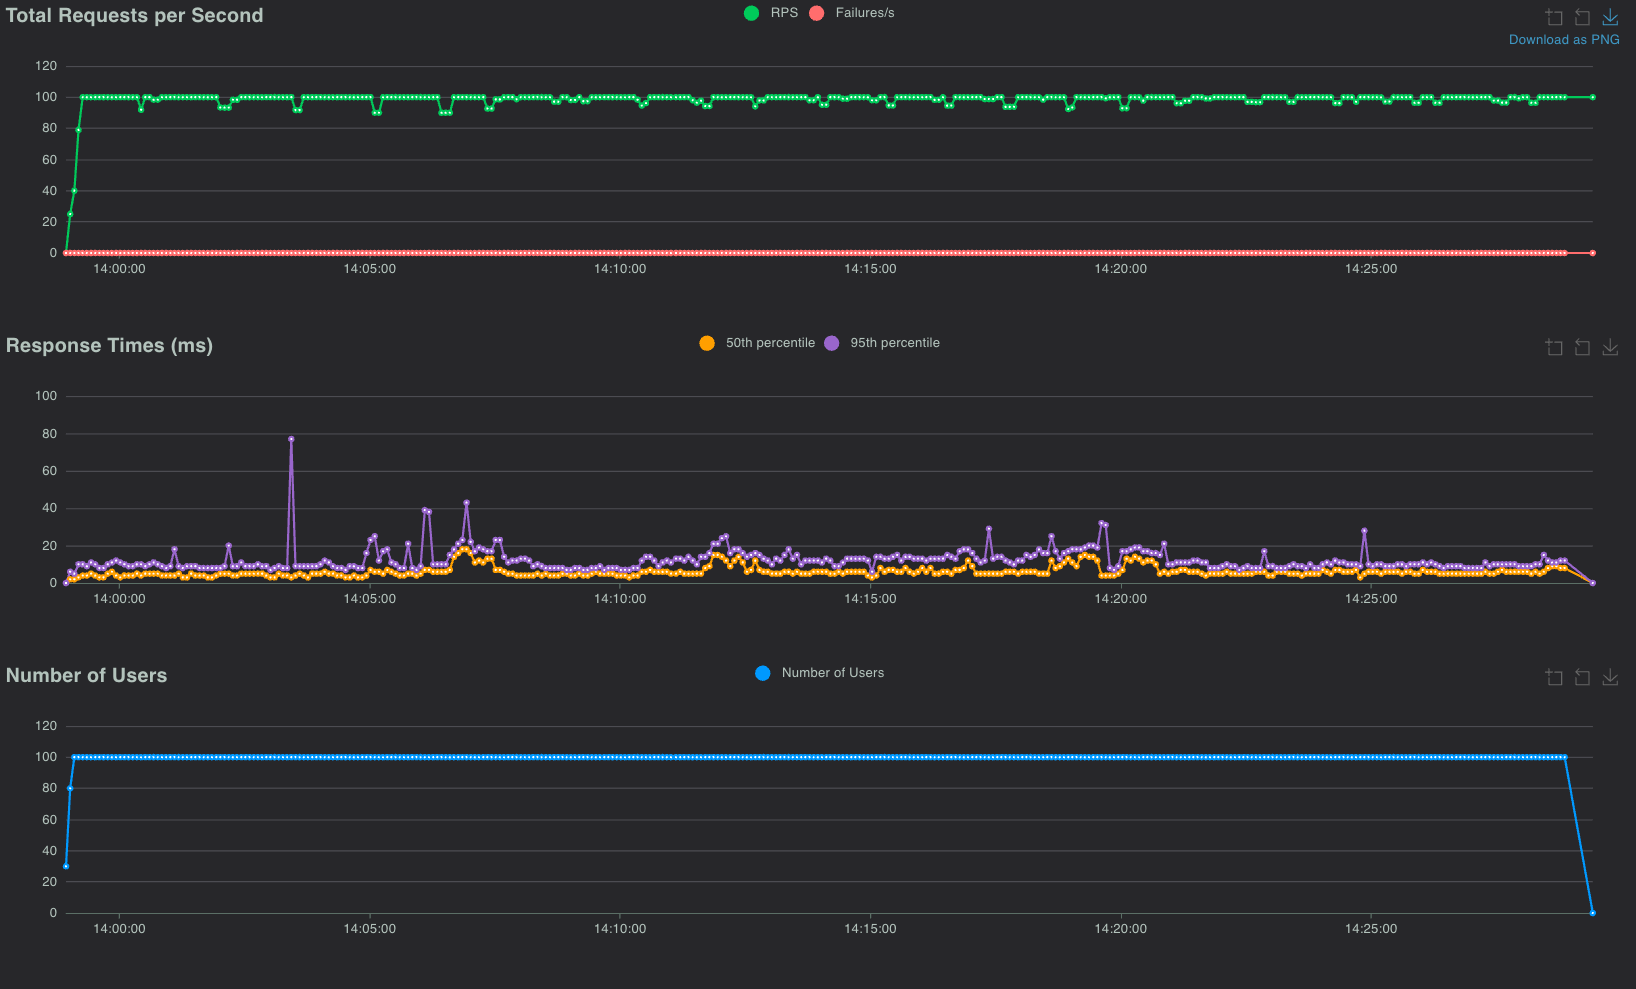 Total Requests per Second
RPS Failures/s
Download as PNG
120
100
80
60
40
20
0
14:00:00 14:05:00 14:10:00 14:15:00 14:20:00 14:25:00
Response Times (ms)
50th percentile 95th percentile
100
80
60
40
20
0
14:00:00 14:05:00 14:10:00 14:15:00 14:20:00 14:25:00
Number of Users
Number of Users
120
100
80
60
40
20
0
14:00:00 14:05:00 14:10:00 14:15:00 14:20:00 14:25:00